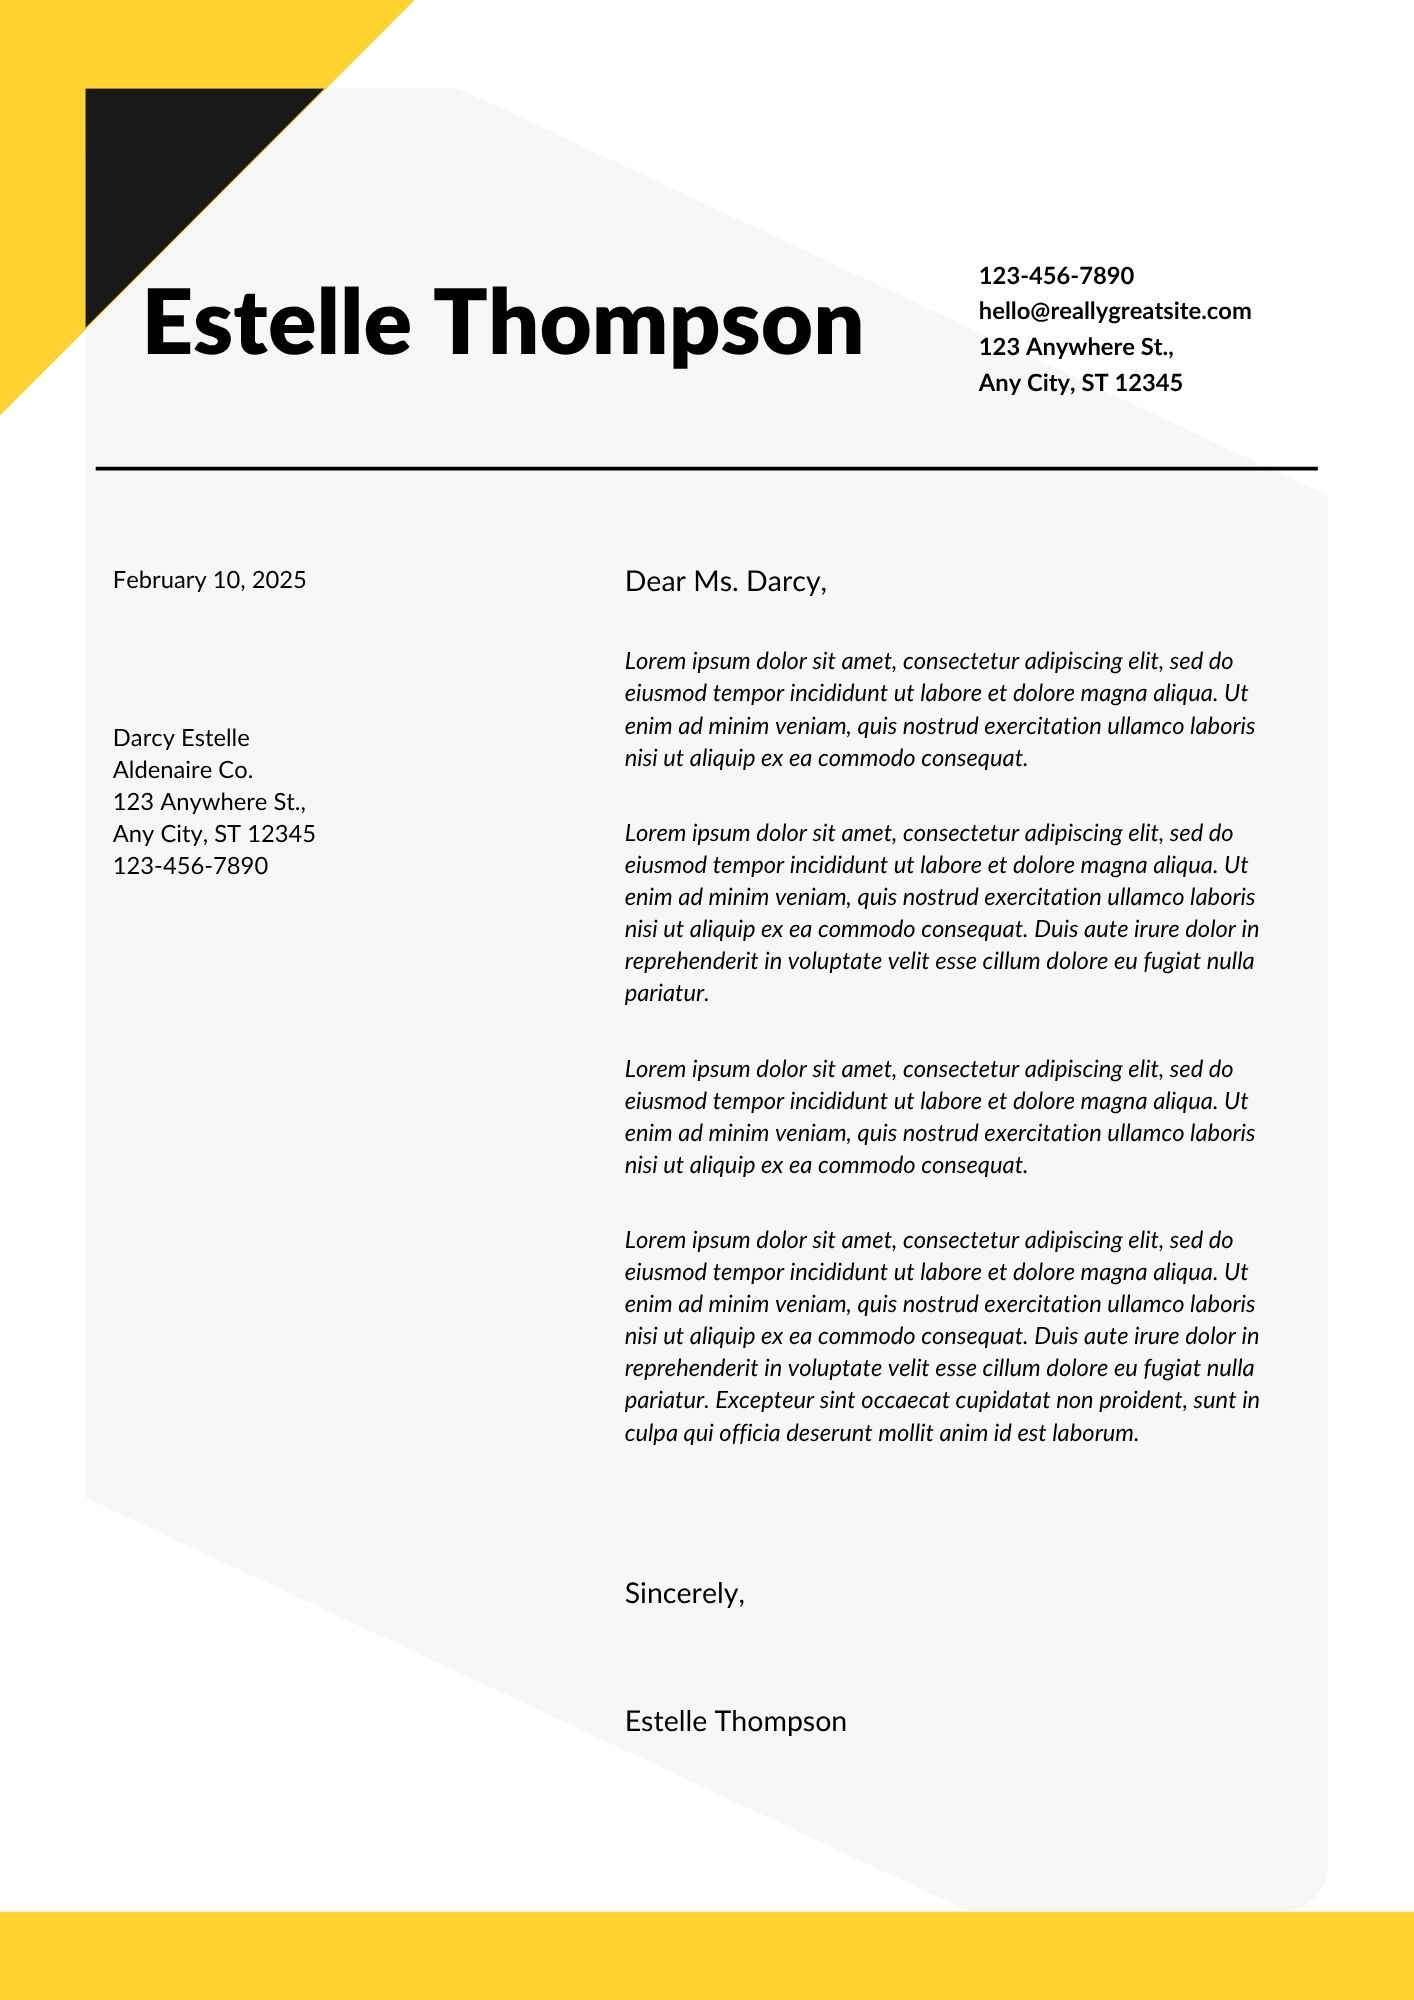 Estelle Thompson
123-456-7890
hello@reallygreatsite.com
123 Anywhere St.,
Any City, ST 12345
February 10, 2025
Darcy Estelle
Aldenaire Co.
123 Anywhere St.,
Any City, ST 12345
123-456-7890
Dear Ms. Darcy,
Lorem ipsum dolor sit amet, consectetur adipiscing elit, sed do
eiusmod tempor incididunt ut labore et dolore magna aliqua. Ut
enim ad minim veniam, quis nostrud exercitation ullamco laboris
nisi ut aliquip ex ea commodo consequat.
Lorem ipsum dolor sit amet, consectetur adipiscing elit, sed do
eiusmod tempor incididunt ut labore et dolore magna aliqua. Ut
enim ad minim veniam, quis nostrud exercitation ullamco laboris
nisi ut aliquip ex ea commodo consequat. Duis aute irure dolor in
reprehenderit in voluptate velit esse cillum dolore eu fugiat nulla
pariatur.
Lorem ipsum dolor sit amet, consectetur adipiscing elit, sed do
eiusmod tempor incididunt ut labore et dolore magna aliqua. Ut
enim ad minim veniam, quis nostrud exercitation ullamco laboris
nisi ut aliquip ex ea commodo consequat.
Lorem ipsum dolor sit amet, consectetur adipiscing elit, sed do
eiusmod tempor incididunt ut labore et dolore magna aliqua. Ut
enim ad minim veniam, quis nostrud exercitation ullamco laboris
nisi ut aliquip ex ea commodo consequat. Duis aute irure dolor in
reprehenderit in voluptate velit esse cillum dolore eu fugiat nulla
pariatur. Excepteur sint occaecat cupidatat non proident, sunt in
culpa qui officia deserunt mollit anim id est laborum.
Sincerely,
Estelle Thompson